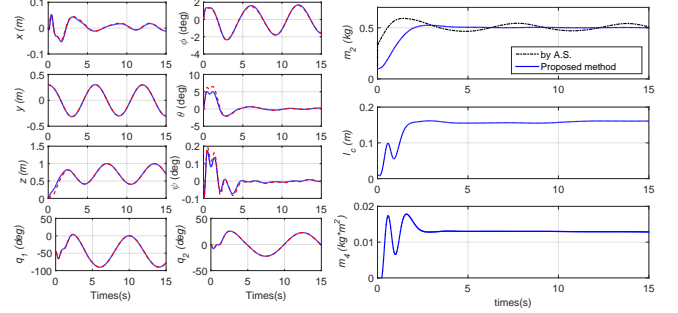 0.1
0
-0.1
x (m)
0 5 10 15
2
0
-2
-4
ϕ (deg)
0 5 10 15
0.5
0
-0.5
y (m)
0 5 10 15
10
5
0
-5
θ (deg)
0 5 10 15
1.5
1
0.5
0
z (m)
0 5 10 15
0.2
0.1
0
-0.1
ψ (deg)
0 5 10 15
50
0
-50
-100
q1 (deg)
0 5 10 15
Times(s)
50
0
-50
q2 (deg)
0 5 10 15
Times(s)
1
0.5
0
m2 (kg)
by A.S.
Proposed method
0 5 10 15
0.2
0.1
0
lc (m)
0 5 10 15
0.02
0.01
0
m4 (kg*m2)
0 5 10 15
times(s)